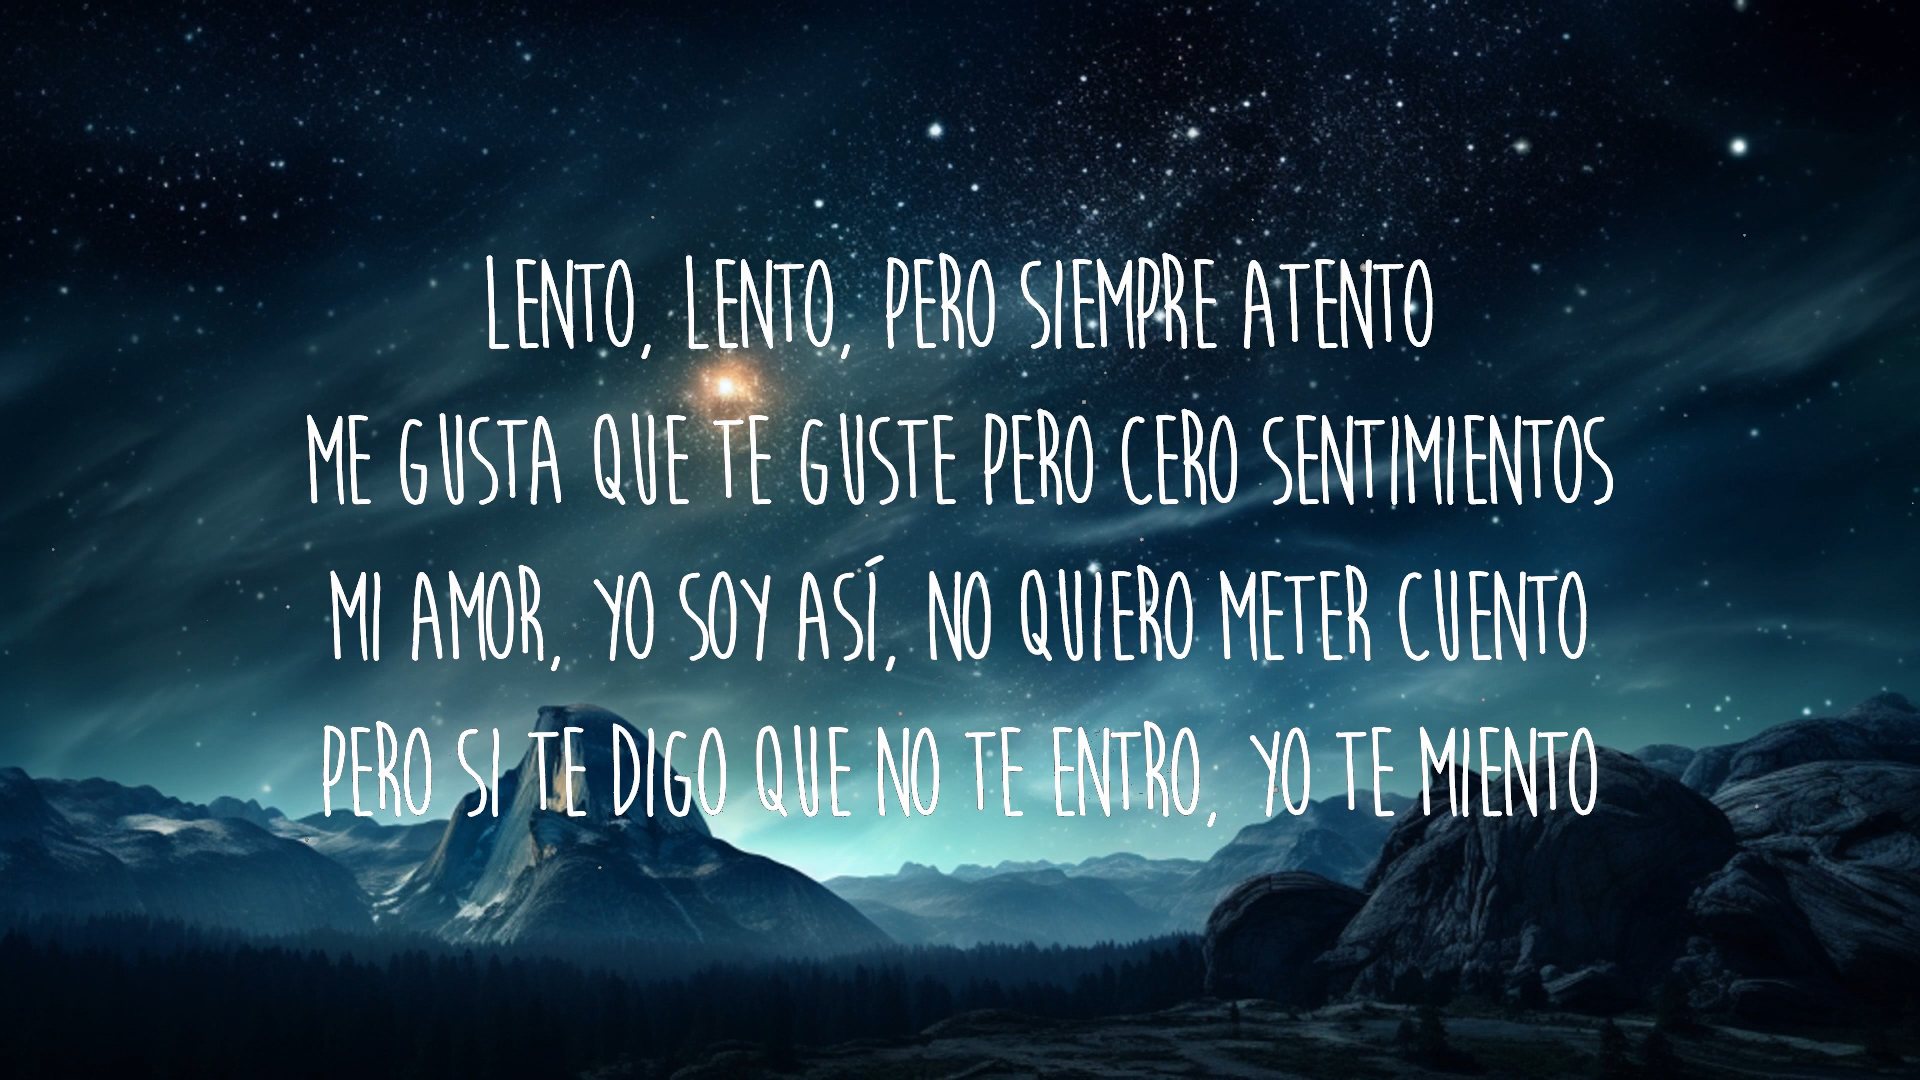 LENTO, LENTO, PERO SIEMPRE ATENTO
ME GUSTA QUE TE GUSTE PERO CERO SENTIMIENTOS
MI AMOR, YO SOY ASÍ, NO QUIERO METER CUENTO
PERO SI TE DIGO QUE NO TE ENTRO, YO TE MIENTO